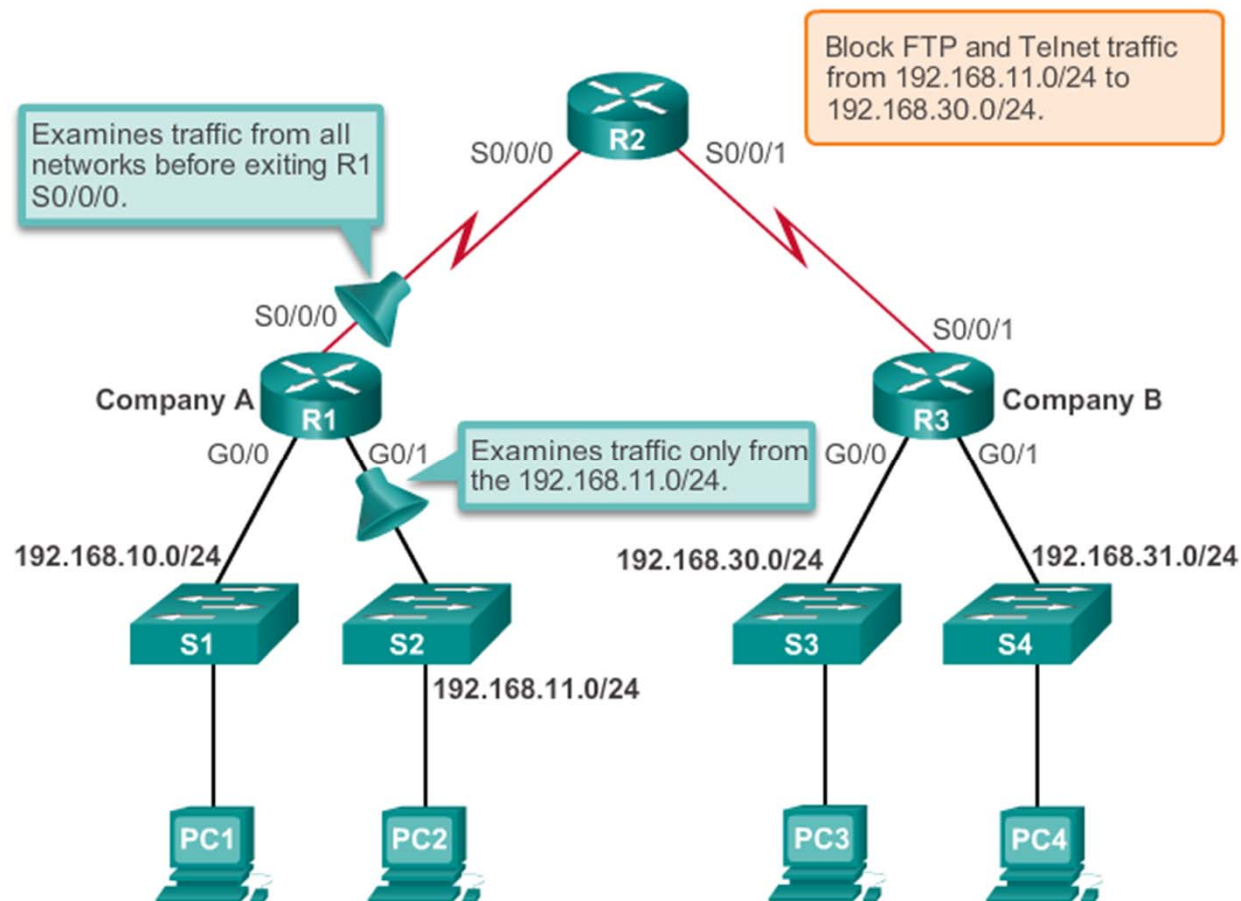 Block FTP and Telnet traffic
from 192.168.11.0/24 to
192.168.30.0/24.
Examines traffic from all
networks before exiting R1
S0/0/0.
R2
S0/0/0
S0/0/1
S0/0/0
S0/0/1
Company A
R1
R3
Company B
G0/0
G0/1
Examines traffic only from
the 192.168.11.0/24.
G0/0
G0/1
192.168.10.0/24
192.168.30.0/24
192.168.31.0/24
S1
S2
S3
S4
192.168.11.0/24
PC1
PC2
PC3
PC4